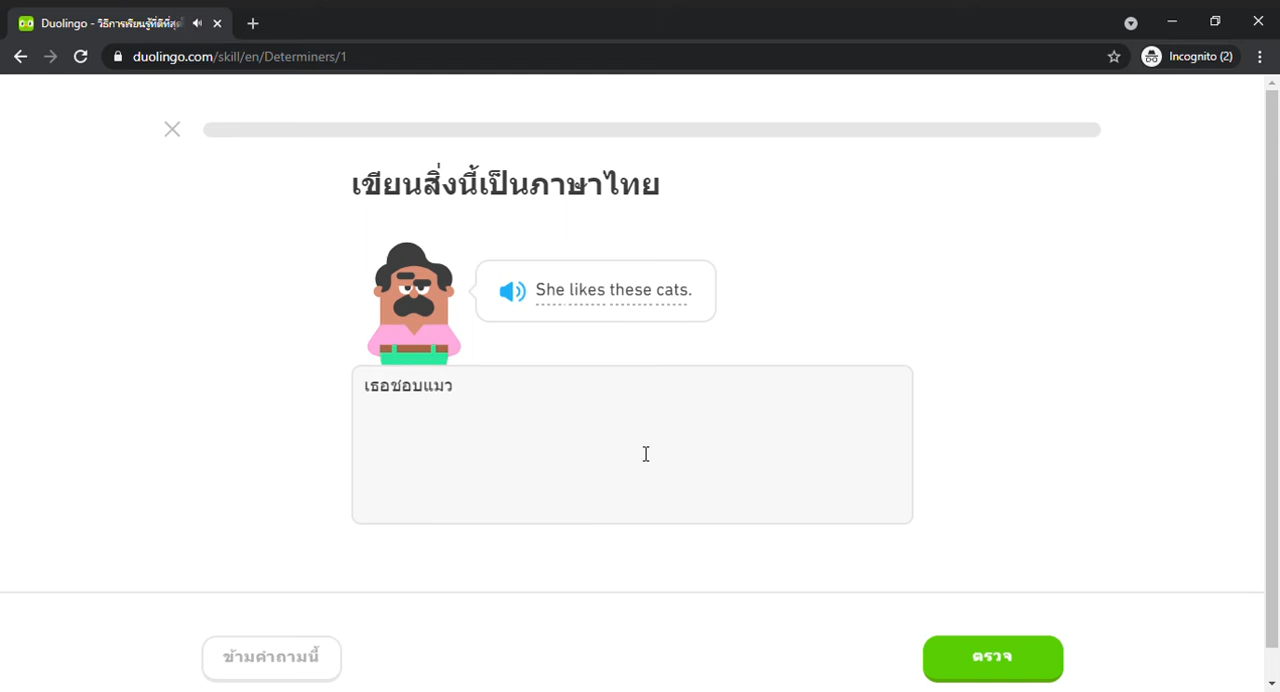 Duolingo - วิธีการเรียนรู้ที่ดีที่สุด
duolingo.com/skill/en/Determiners/1
Incognito (2)
เขียนสิ่งนี้เป็นภาษาไทย
She likes these cats.
เธอชอบแมว
ข้ามคำถามนี้
ตรวจ